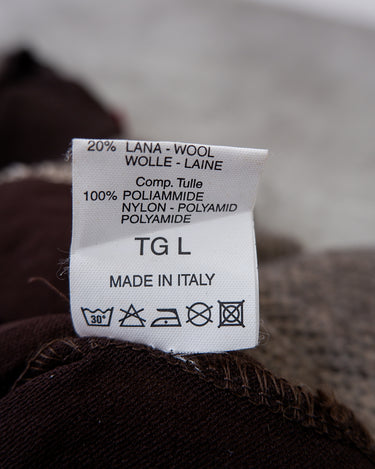 20% LANA - WOOL
WOLLE - LAINE
Comp. Tulle
100% POLIAMMIDE
NYLON - POLYAMID
POLYAMIDE
TG L
MADE IN ITALY
30°